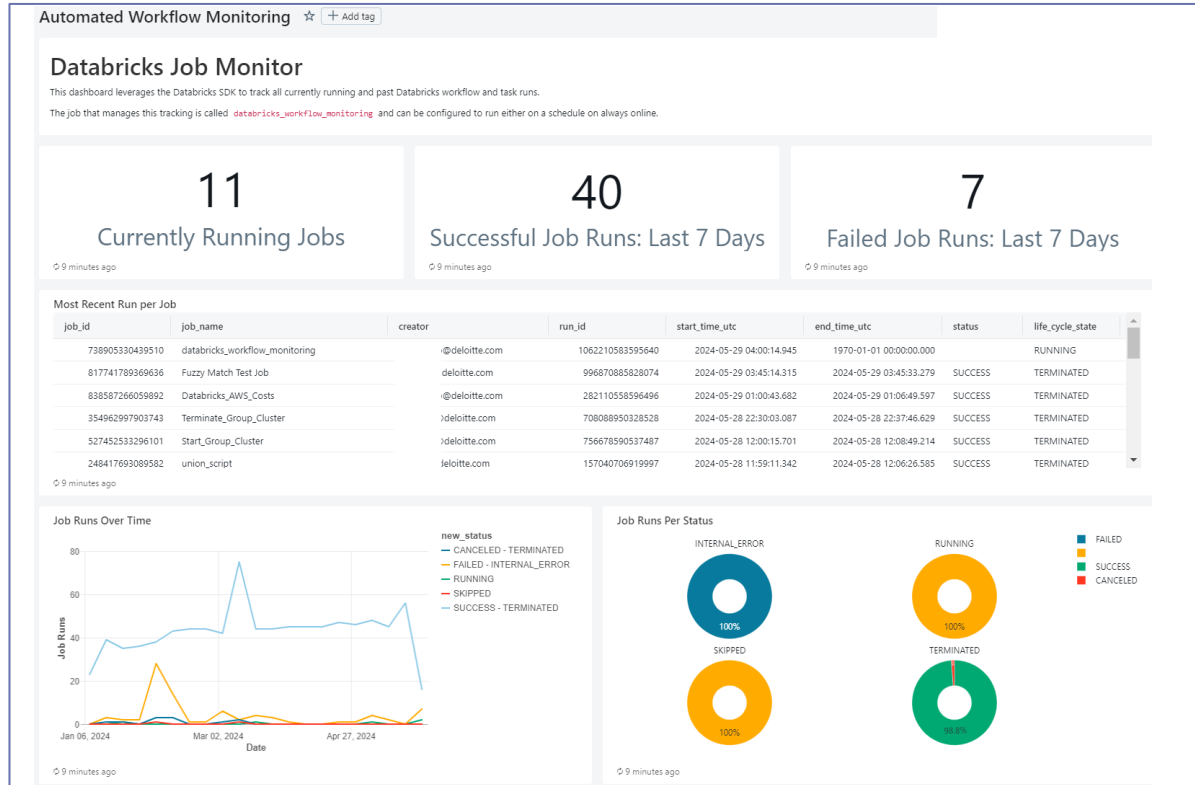 Automated Workflow Monitoring ☆ + Add tag
Databricks Job Monitor
This dashboard leverages the Databricks SDK to track all currently running and past Databricks workflow and task runs.
The job that manages this tracking is called databricks_workflow_monitoring and can be configured to run either on a schedule on always online.
11
Currently Running Jobs
9 minutes ago
40
Successful Job Runs: Last 7 Days
9 minutes ago
7
Failed Job Runs: Last 7 Days
9 minutes ago
Most Recent Run per Job
job_id job_name creator run_id start_time_utc end_time_utc status life_cycle_state
738905330439510 databricks_workflow_monitoring @deloitte.com 1062210583595640 2024-05-29 04:00:14.945 1970-01-01 00:00:00.000 RUNNING
817741789369636 Fuzzy Match Test Job deloitte.com 996870885828074 2024-05-29 03:45:14.315 2024-05-29 03:45:33.279 SUCCESS TERMINATED
838587266059892 Databricks_AWS_Costs @deloitte.com 282110558596496 2024-05-29 01:00:43.682 2024-05-29 01:06:49.597 SUCCESS TERMINATED
354962997903743 Terminate_Group_Cluster deloitte.com 708088950328528 2024-05-28 22:30:03.087 2024-05-28 22:37:46.629 SUCCESS TERMINATED
527452533296101 Start_Group_Cluster deloitte.com 756678590537487 2024-05-28 12:00:15.701 2024-05-28 12:08:49.214 SUCCESS TERMINATED
248417693089582 union_script deloitte.com 157040706919997 2024-05-28 11:59:11.342 2024-05-28 12:06:26.585 SUCCESS TERMINATED
9 minutes ago
Job Runs Over Time
new_status
CANCELED - TERMINATED
FAILED - INTERNAL_ERROR
RUNNING
SKIPPED
SUCCESS - TERMINATED
Job Runs
80
60
40
20
0
Jan 06, 2024 Mar 02, 2024 Apr 27, 2024
Date
9 minutes ago
Job Runs Per Status
INTERNAL_ERROR RUNNING
100% 100%
SKIPPED TERMINATED
100% 98.8%
FAILED
SUCCESS
CANCELED
9 minutes ago